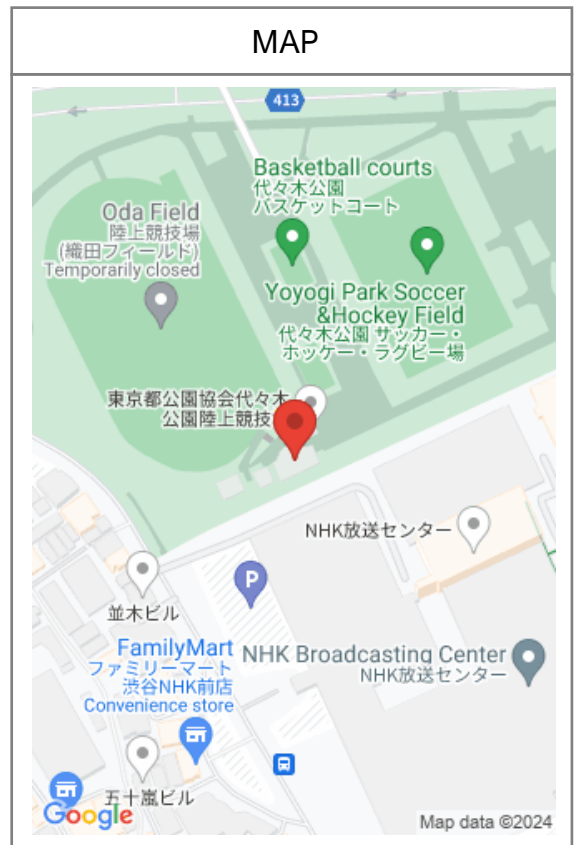 MAP
413
Basketball courts
代々木公園
バスケットコート
Oda Field
陸上競技場
(織田フィールド)
Temporarily closed
Yoyogi Park Soccer
&Hockey Field
代々木公園 サッカー・
ホッケー・ラグビー場
東京都公園協会代々木
公園陸上競技
NHK放送センター
P
並木ビル
FamilyMart
ファミリーマート
渋谷NHK前店
Convenience store
NHK Broadcasting Center
NHK放送センター
五十嵐ビル
Google
Map data ©2024